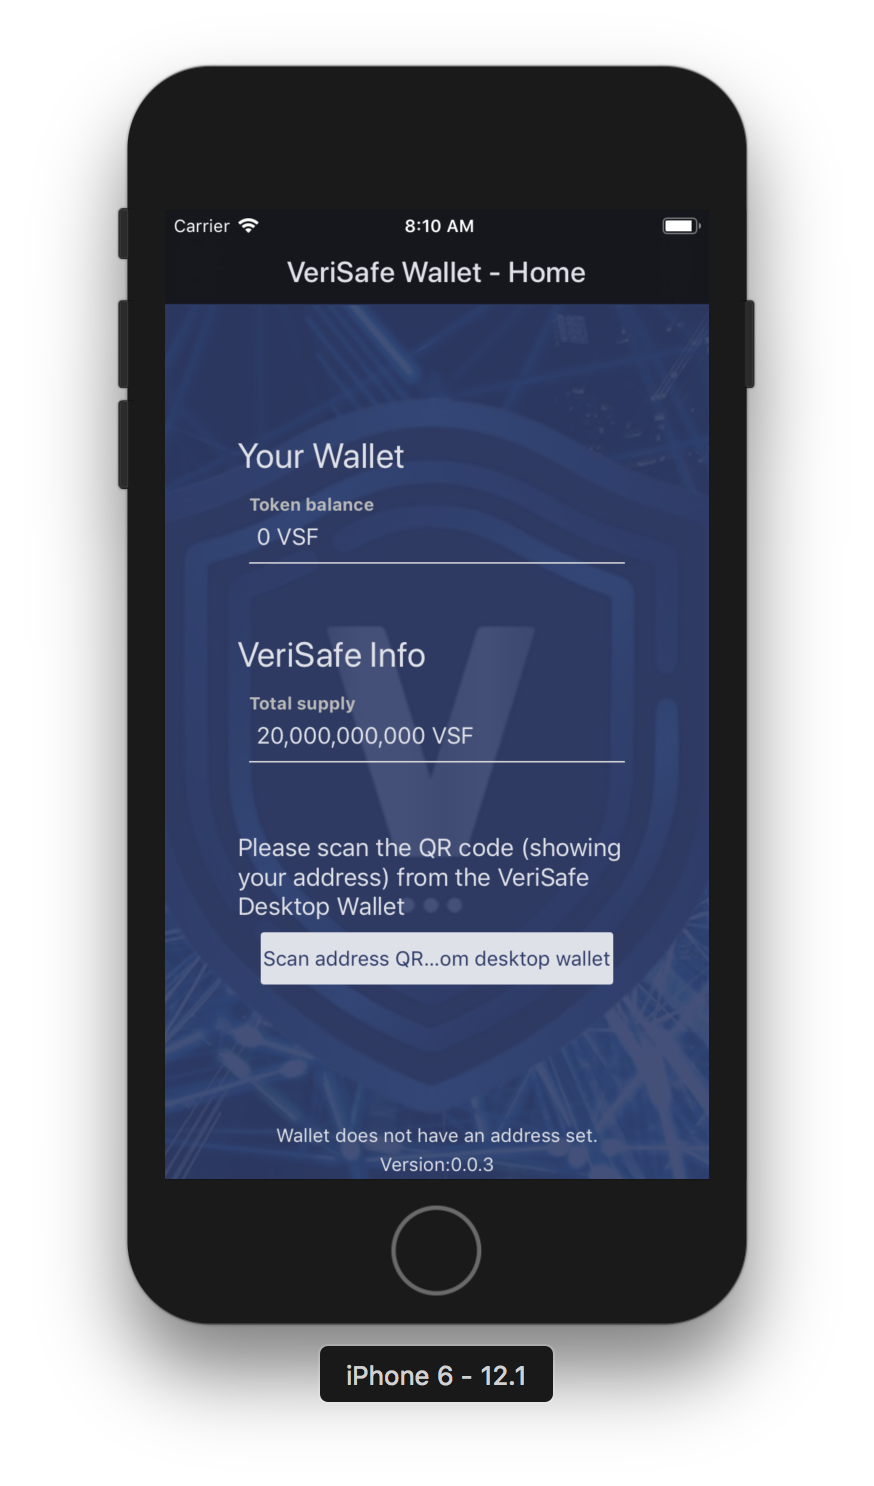 Carrier 8:10 AM
VeriSafe Wallet - Home
Your Wallet
Token balance
0 VSF
VeriSafe Info
Total supply
20,000,000,000 VSF
Please scan the QR code (showing
your address) from the VeriSafe
Desktop Wallet
Scan address QR...om desktop wallet
Wallet does not have an address set.
Version:0.0.3
iPhone 6 - 12.1